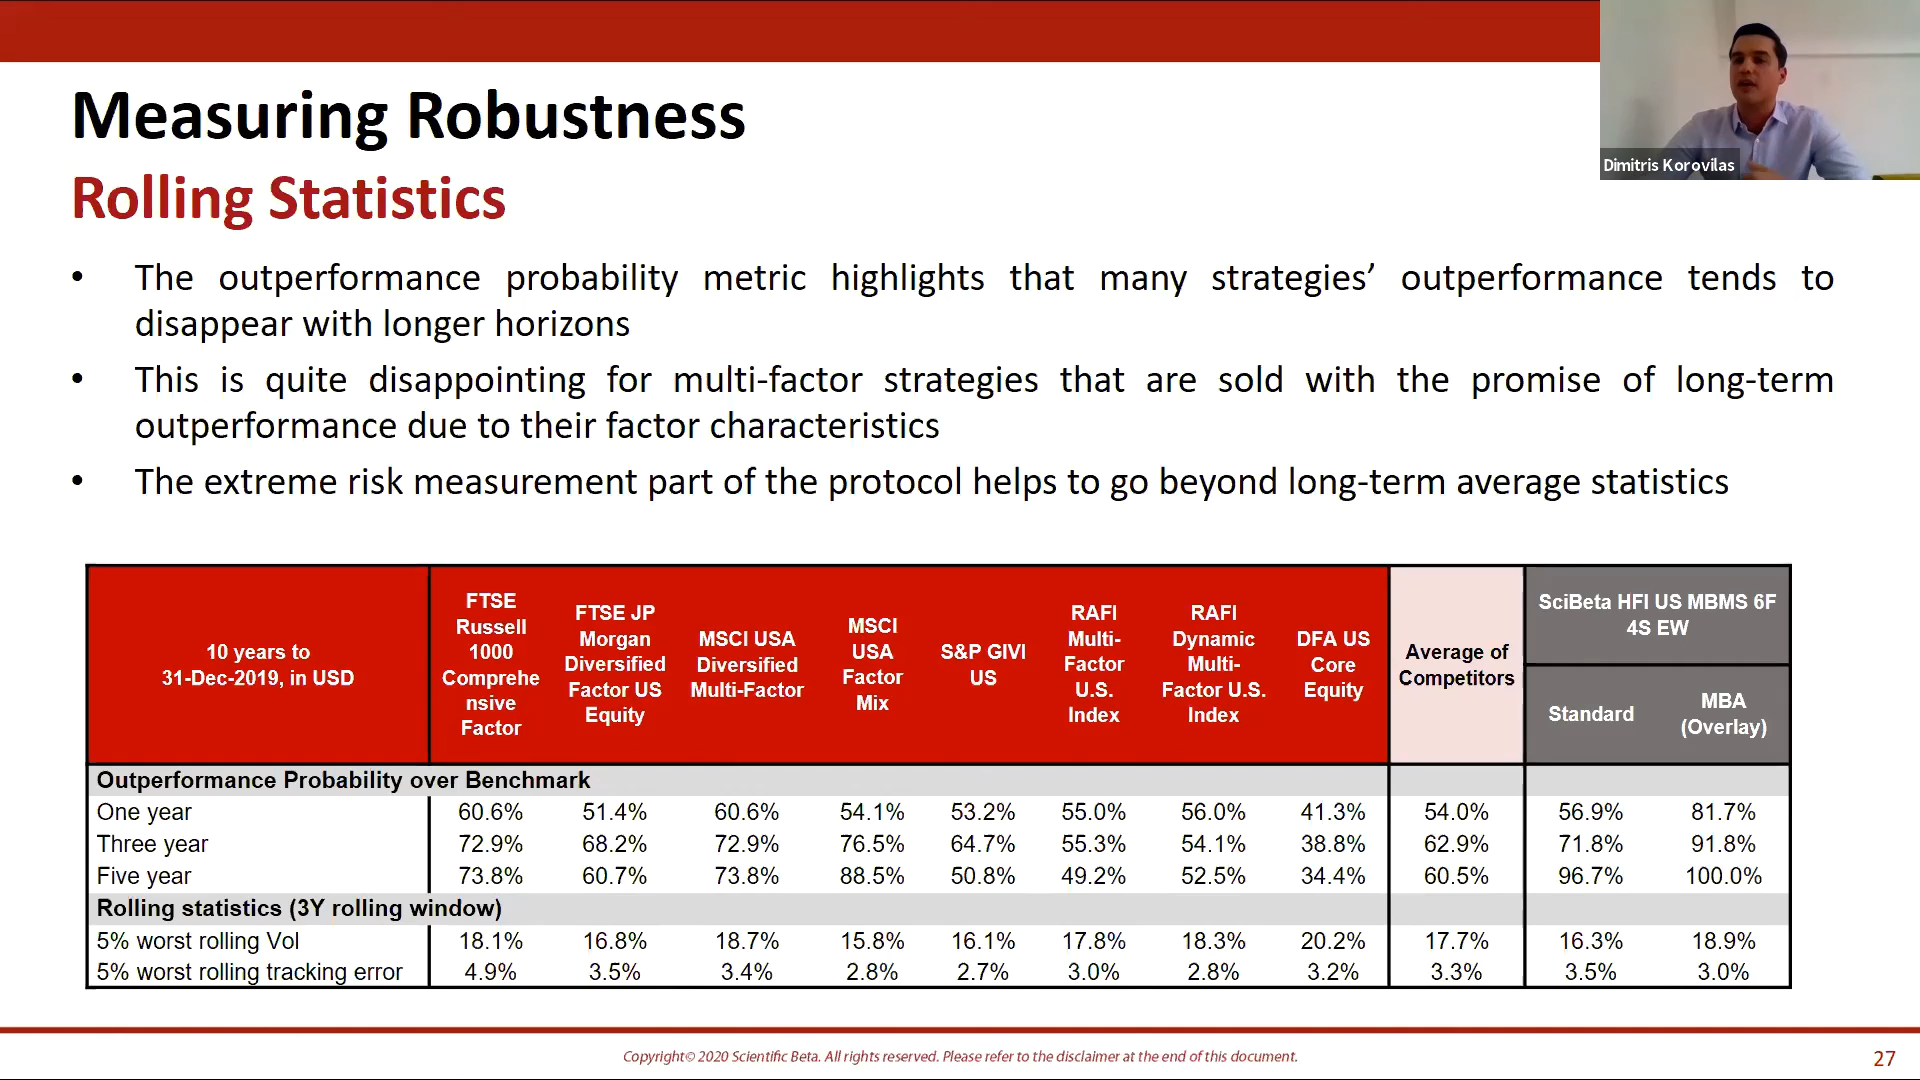 Dimitris Korovilas
Measuring Robustness
Rolling Statistics
• The outperformance probability metric highlights that many strategies’ outperformance tends to
disappear with longer horizons
• This is quite disappointing for multi-factor strategies that are sold with the promise of long-term
outperformance due to their factor characteristics
• The extreme risk measurement part of the protocol helps to go beyond long-term average statistics
10 years to
31-Dec-2019, in USD
FTSE
Russell
1000
Comprehe
nsive
Factor
FTSE JP
Morgan
Diversified
Factor US
Equity
MSCI USA
Diversified
Multi-Factor
MSCI
USA
Factor
Mix
S&P GIVI
US
RAFI
Multi-
Factor
U.S.
Index
RAFI
Dynamic
Multi-
Factor U.S.
Index
DFA US
Core
Equity
Average of
Competitors
SciBeta HFI US MBMS 6F
4S EW
Standard
MBA
(Overlay)
Outperformance Probability over Benchmark
One year 60.6% 51.4% 60.6% 54.1% 53.2% 55.0% 56.0% 41.3% 54.0% 56.9% 81.7%
Three year 72.9% 68.2% 72.9% 76.5% 64.7% 55.3% 54.1% 38.8% 62.9% 71.8% 91.8%
Five year 73.8% 60.7% 73.8% 88.5% 50.8% 49.2% 52.5% 34.4% 60.5% 96.7% 100.0%
Rolling statistics (3Y rolling window)
5% worst rolling Vol 18.1% 16.8% 18.7% 15.8% 16.1% 17.8% 18.3% 20.2% 17.7% 16.3% 18.9%
5% worst rolling tracking error 4.9% 3.5% 3.4% 2.8% 2.7% 3.0% 2.8% 3.2% 3.3% 3.5% 3.0%
Copyright© 2020 Scientific Beta. All rights reserved. Please refer to the disclaimer at the end of this document.
27